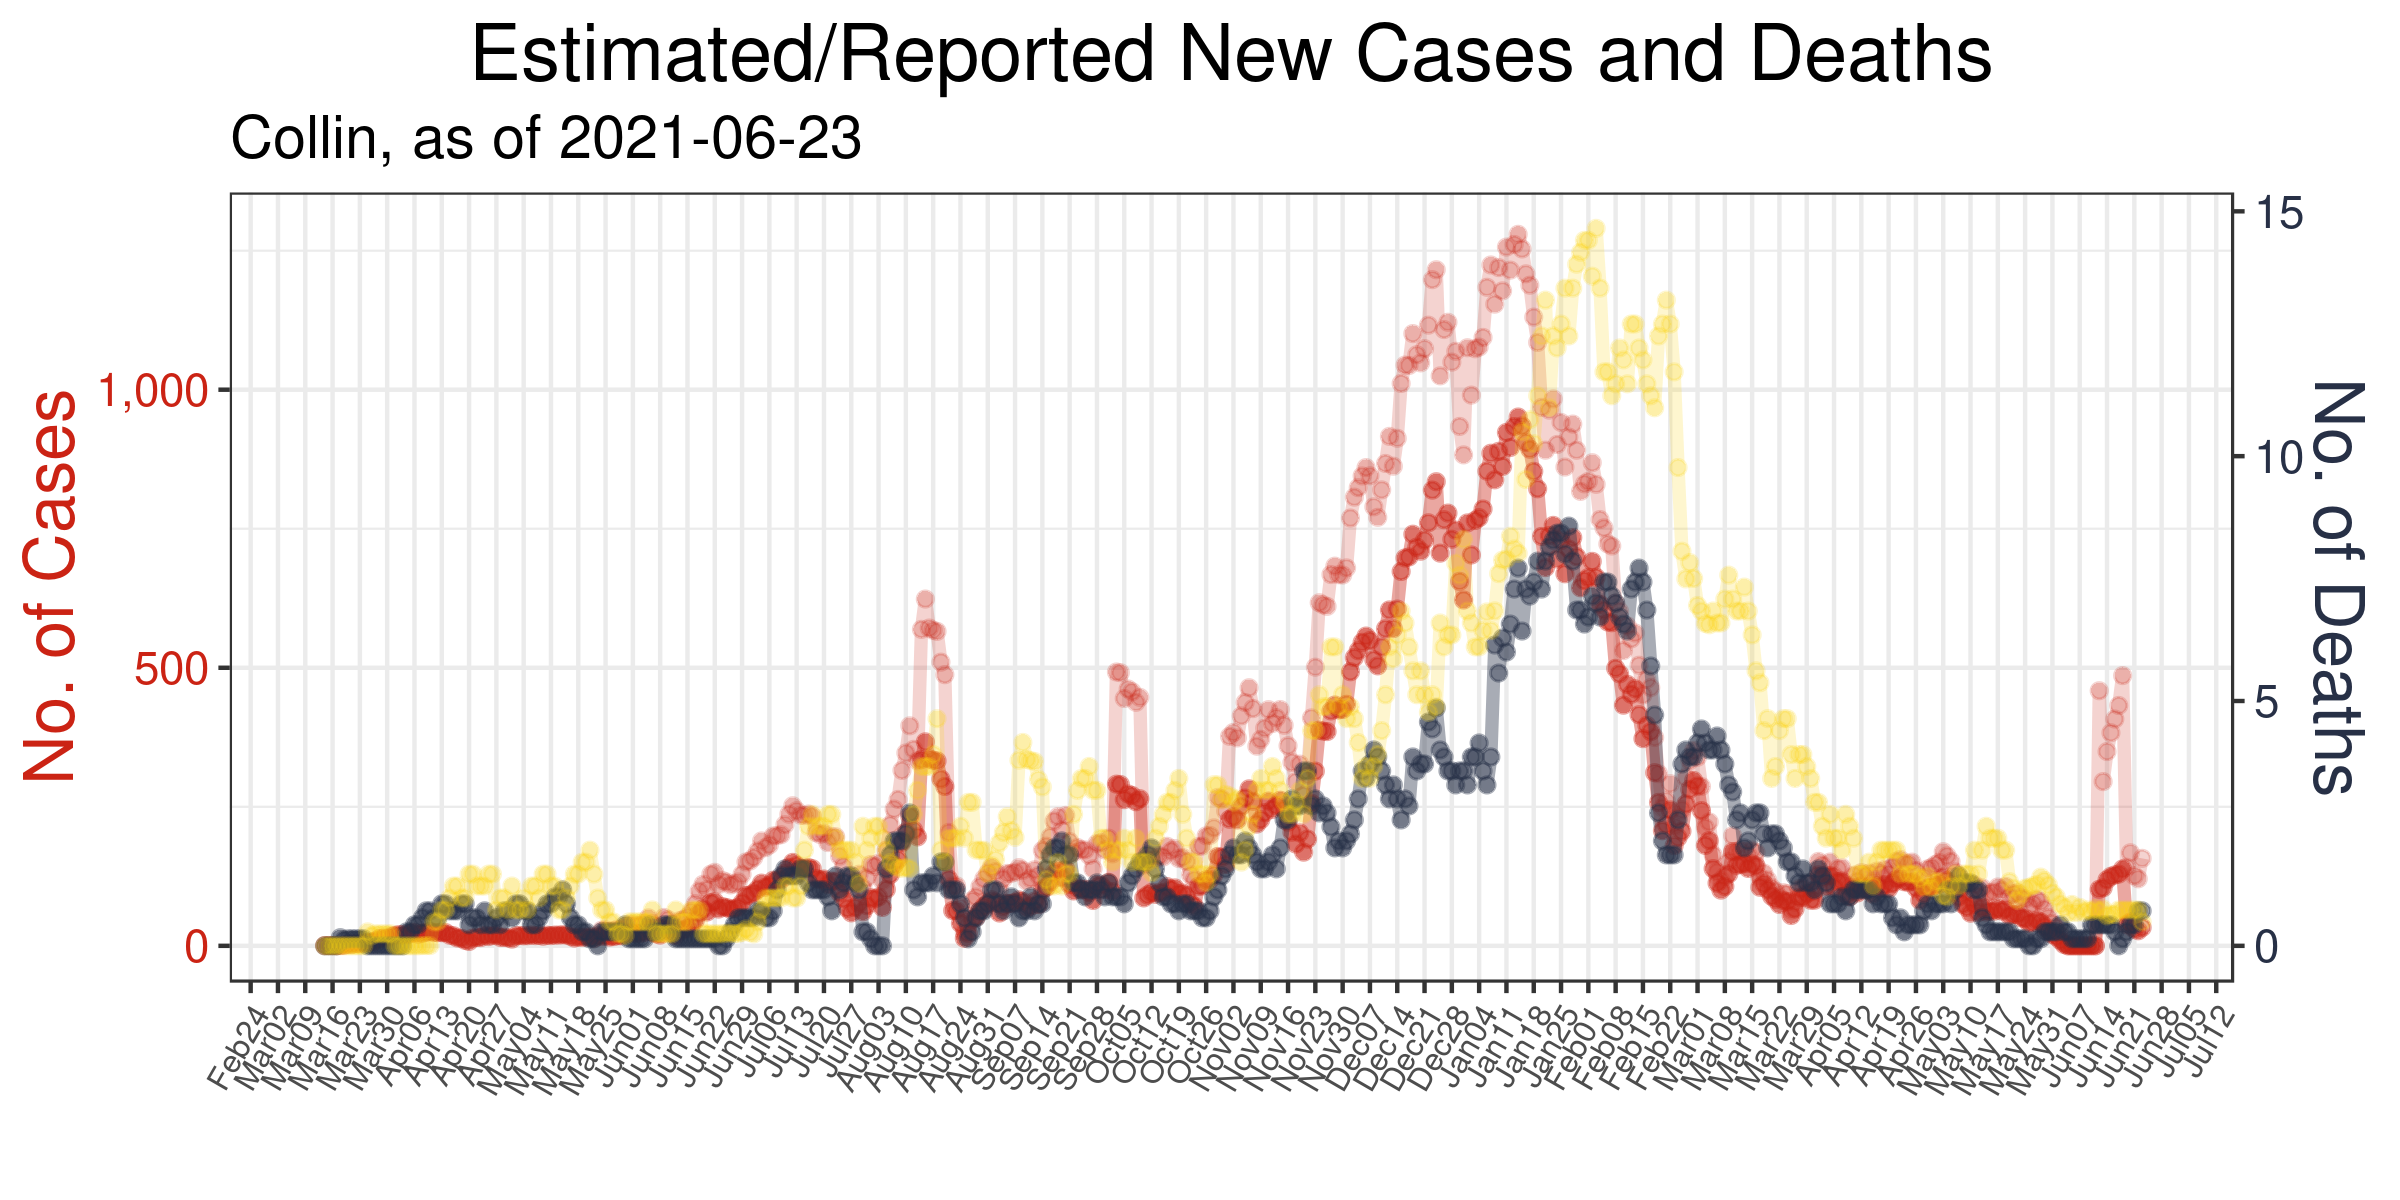 Estimated/Reported New Cases and Deaths
Collin, as of 2021-06-23
No. of Cases
1,000
500
0
15
10
5
0
No. of Deaths
Feb24
Mar02
Mar09
Mar16
Mar23
Mar30
Apr06
Apr13
Apr20
Apr27
May04
May11
May18
May25
Jun01
Jun08
Jun15
Jun22
Jun29
Jul06
Jul13
Jul20
Jul27
Aug03
Aug10
Aug17
Aug24
Aug31
Sep07
Sep14
Sep21
Sep28
Oct05
Oct12
Oct19
Oct26
Nov02
Nov09
Nov16
Nov23
Nov30
Dec07
Dec14
Dec21
Dec28
Jan04
Jan11
Jan18
Jan25
Feb01
Feb08
Feb15
Feb22
Mar01
Mar08
Mar15
Mar22
Mar29
Apr05
Apr12
Apr19
Apr26
May03
May10
May17
May24
May31
Jun07
Jun14
Jun21
Jun28
Jul05
Jul12